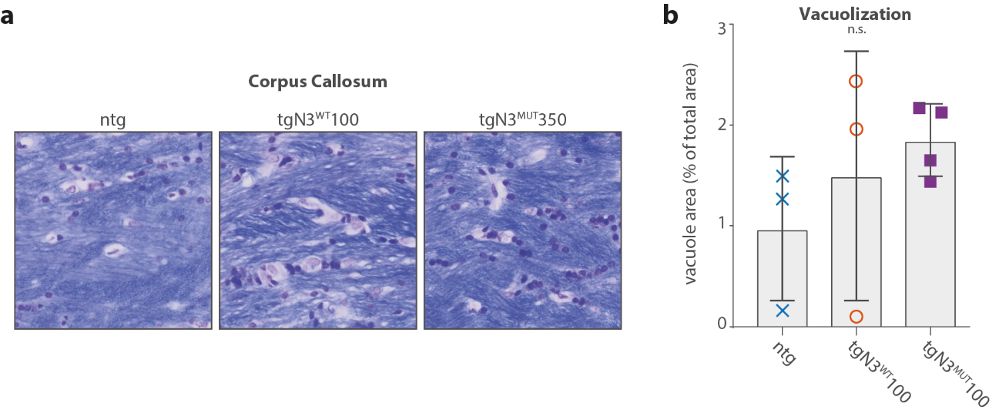 a
Corpus Callosum
ntg
tgN3ᵂᵀ100
tgN3ᴹᵁᵀ350
b
Vacuolization
n.s.
vacuole area (% of total area)
3
2
1
0
ntg
tgN3ᵂᵀ100
tgN3ᴹᵁᵀ100